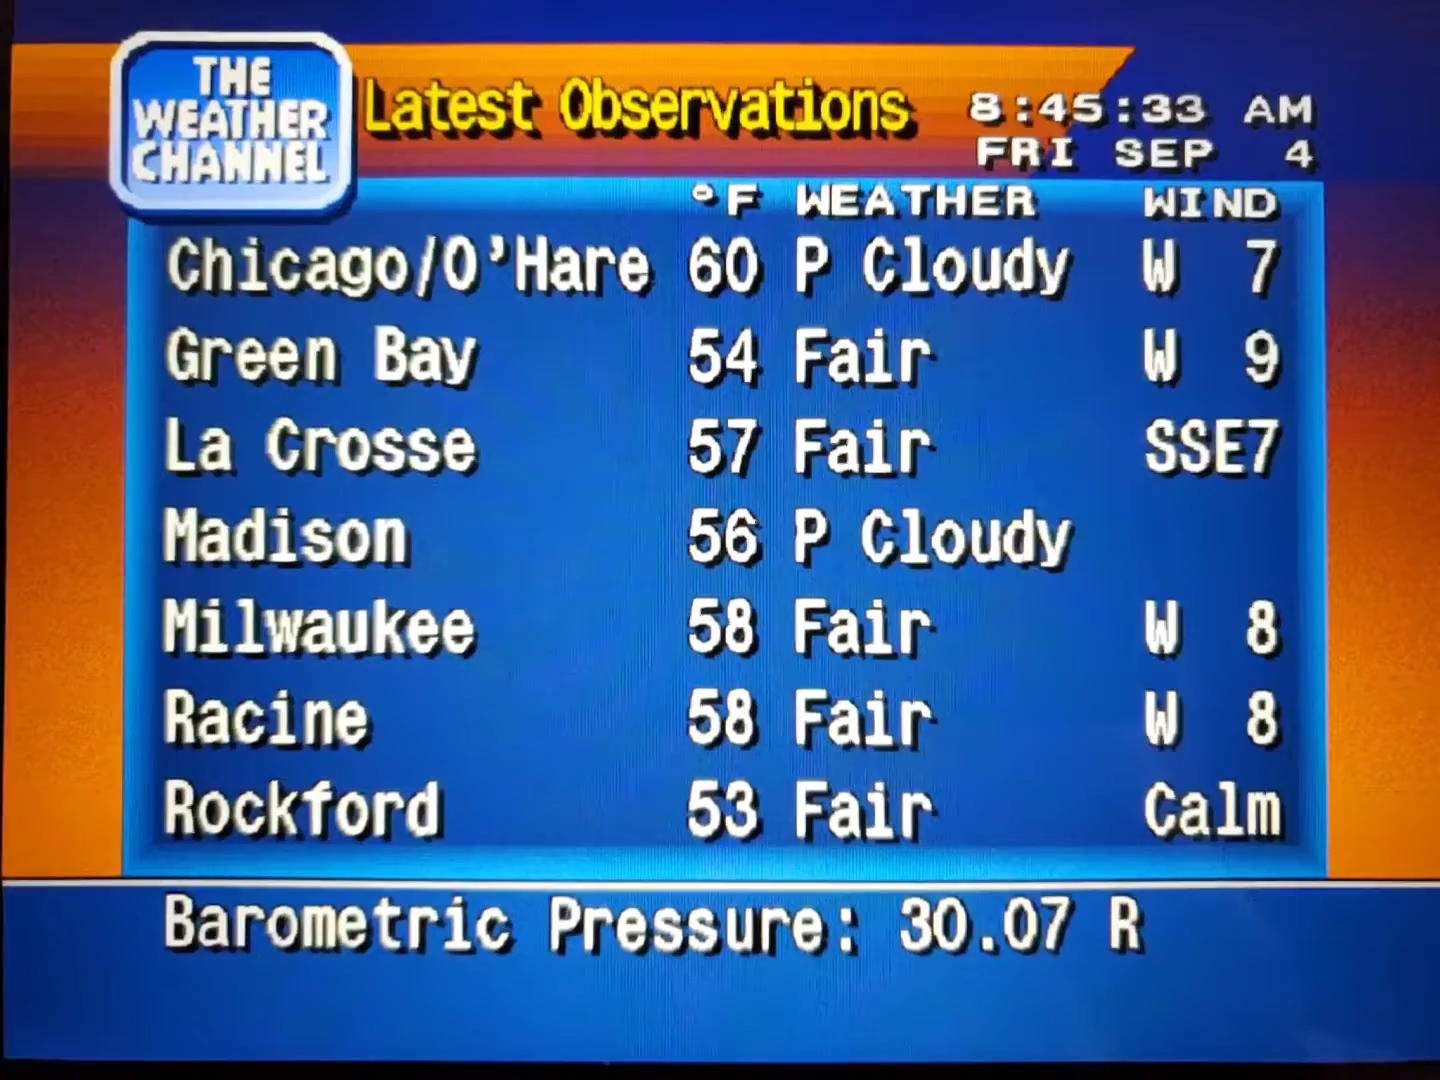 THE
WEATHER
CHANNEL
Latest Observations
8:45:33 AM
FRI SEP 4
°F WEATHER WIND
Chicago/O'Hare 60 P Cloudy W 7
Green Bay 54 Fair W 9
La Crosse 57 Fair SSE7
Madison 56 P Cloudy
Milwaukee 58 Fair W 8
Racine 58 Fair W 8
Rockford 53 Fair Calm
Barometric Pressure: 30.07 R